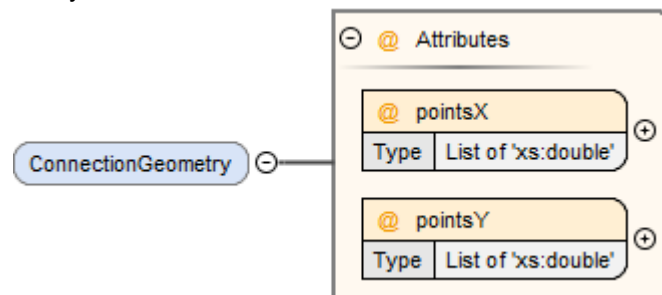 @ Attributes
@ pointsX
Type List of 'xs:double'
ConnectionGeometry
@ pointsY
Type List of 'xs:double'